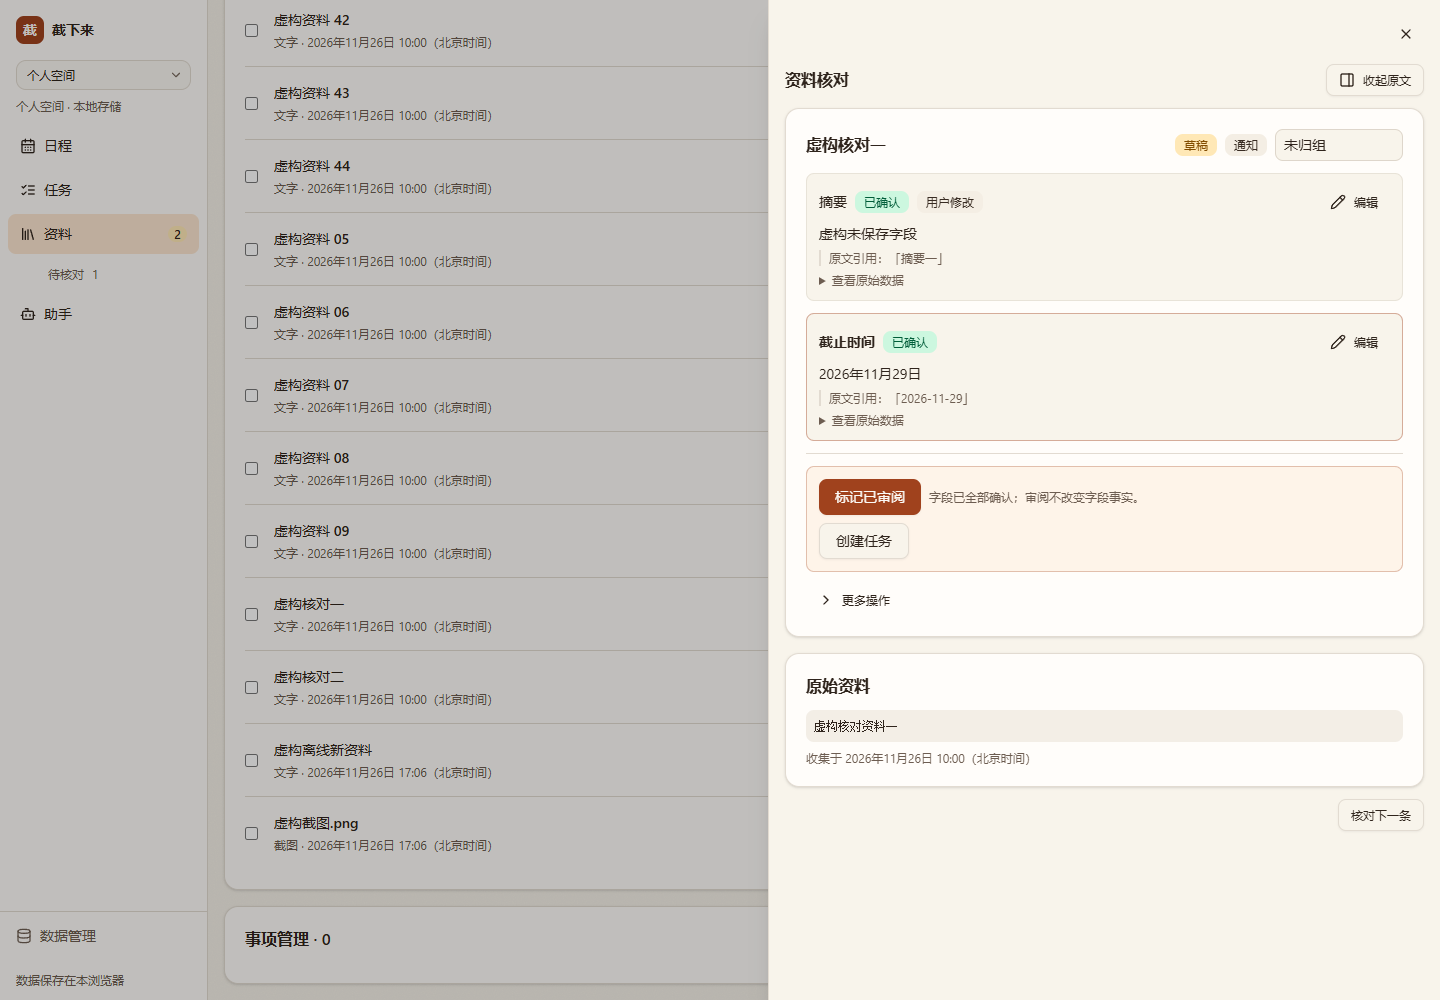 截 截下来
个人空间
个人空间 · 本地存储
日程
任务
资料 2
待核对 1
助手
数据管理
数据保存在本浏览器
虚构资料 42
文字 · 2026年11月26日 10:00（北京时间）
虚构资料 43
文字 · 2026年11月26日 10:00（北京时间）
虚构资料 44
文字 · 2026年11月26日 10:00（北京时间）
虚构资料 05
文字 · 2026年11月26日 10:00（北京时间）
虚构资料 06
文字 · 2026年11月26日 10:00（北京时间）
虚构资料 07
文字 · 2026年11月26日 10:00（北京时间）
虚构资料 08
文字 · 2026年11月26日 10:00（北京时间）
虚构资料 09
文字 · 2026年11月26日 10:00（北京时间）
虚构核对一
文字 · 2026年11月26日 10:00（北京时间）
虚构核对二
文字 · 2026年11月26日 10:00（北京时间）
虚构离线新资料
文字 · 2026年11月26日 17:06（北京时间）
虚构截图.png
截图 · 2026年11月26日 17:06（北京时间）
事项管理 · 0
资料核对
收起原文
虚构核对一 草稿 通知 未归组
摘要 已确认 用户修改 编辑
虚构未保存字段
原文引用：「摘要一」
查看原始数据
截止时间 已确认 编辑
2026年11月29日
原文引用：「2026-11-29」
查看原始数据
标记已审阅 字段已全部确认；审阅不改变字段事实。
创建任务
更多操作
原始资料
虚构核对资料一
收集于 2026年11月26日 10:00（北京时间）
核对下一条